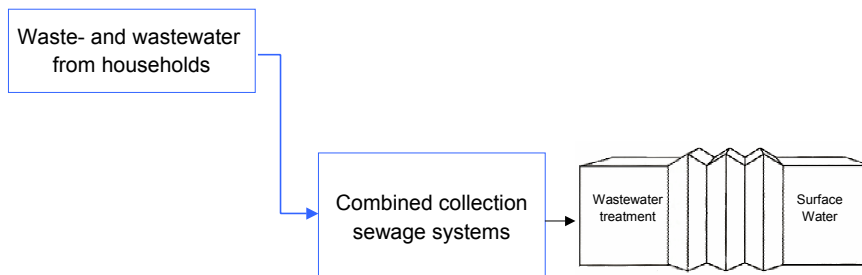 Waste- and wastewater
from households
Combined collection
sewage systems
Wastewater
treatment
Surface
Water